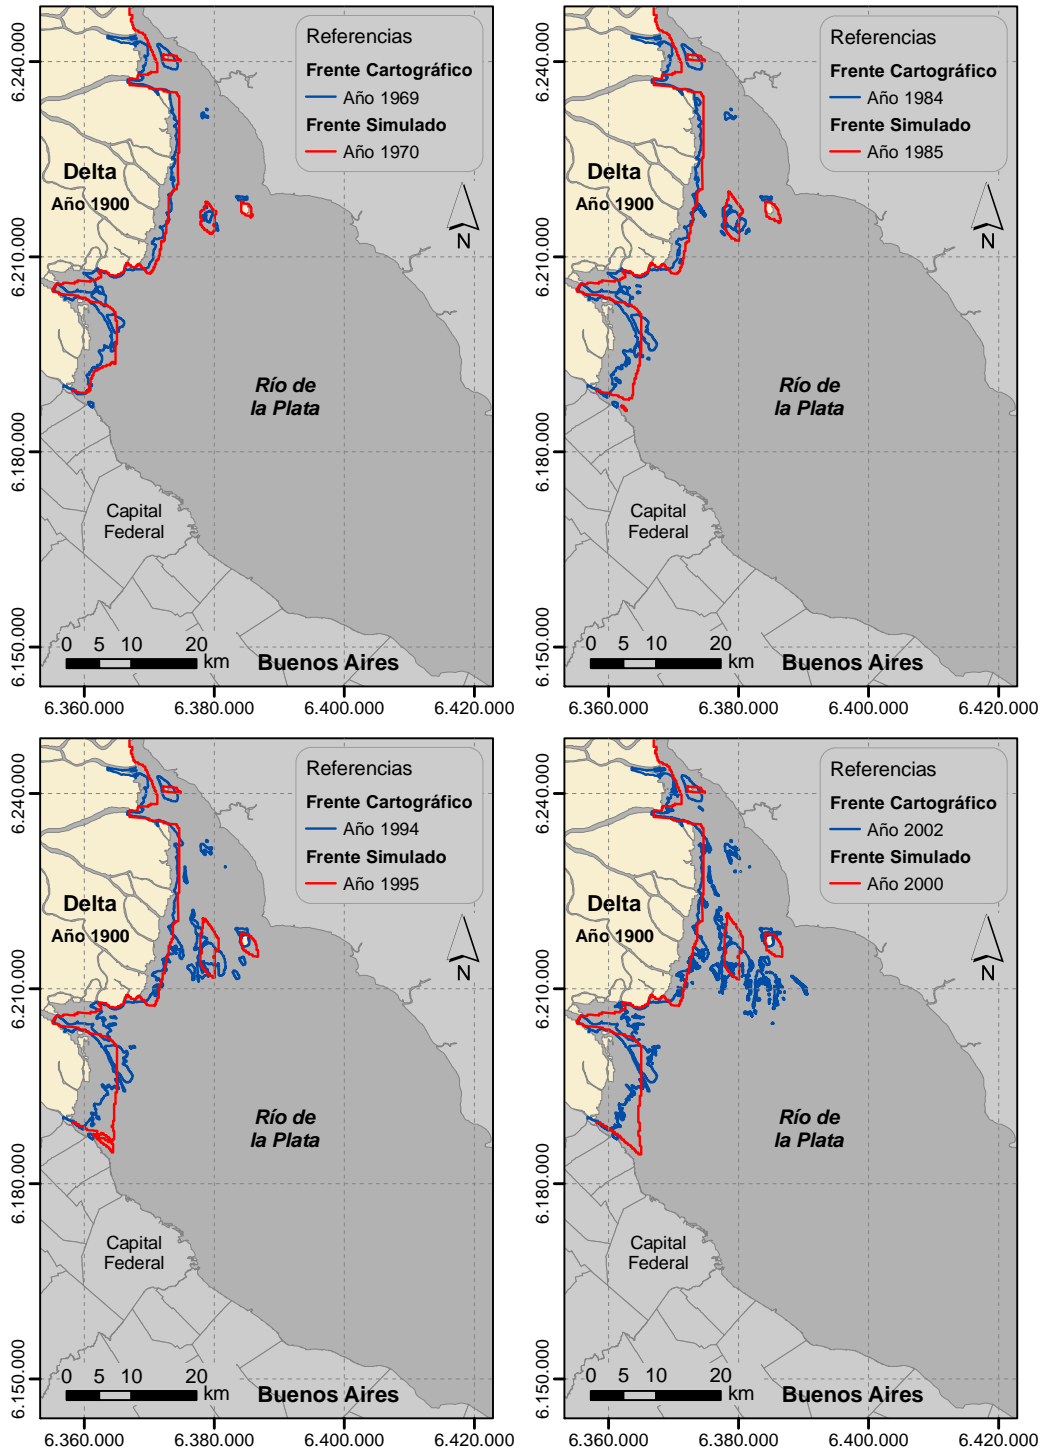 Referencias
Frente Cartográfico
Año 1969
Frente Simulado
Año 1970
6.240.000
6.210.000
6.180.000
6.150.000
Delta
Año 1900
N
Río de
la Plata
Capital
Federal
0 5 10 20
km
Buenos Aires
6.360.000 6.380.000 6.400.000 6.420.000
Referencias
Frente Cartográfico
Año 1984
Frente Simulado
Año 1985
6.240.000
6.210.000
6.180.000
6.150.000
Delta
Año 1900
N
Río de
la Plata
Capital
Federal
0 5 10 20
km
Buenos Aires
6.360.000 6.380.000 6.400.000 6.420.000
Referencias
Frente Cartográfico
Año 1994
Frente Simulado
Año 1995
6.240.000
6.210.000
6.180.000
6.150.000
Delta
Año 1900
N
Río de
la Plata
Capital
Federal
0 5 10 20
km
Buenos Aires
6.360.000 6.380.000 6.400.000 6.420.000
Referencias
Frente Cartográfico
Año 2002
Frente Simulado
Año 2000
6.240.000
6.210.000
6.180.000
6.150.000
Delta
Año 1900
N
Río de
la Plata
Capital
Federal
0 5 10 20
km
Buenos Aires
6.360.000 6.380.000 6.400.000 6.420.000